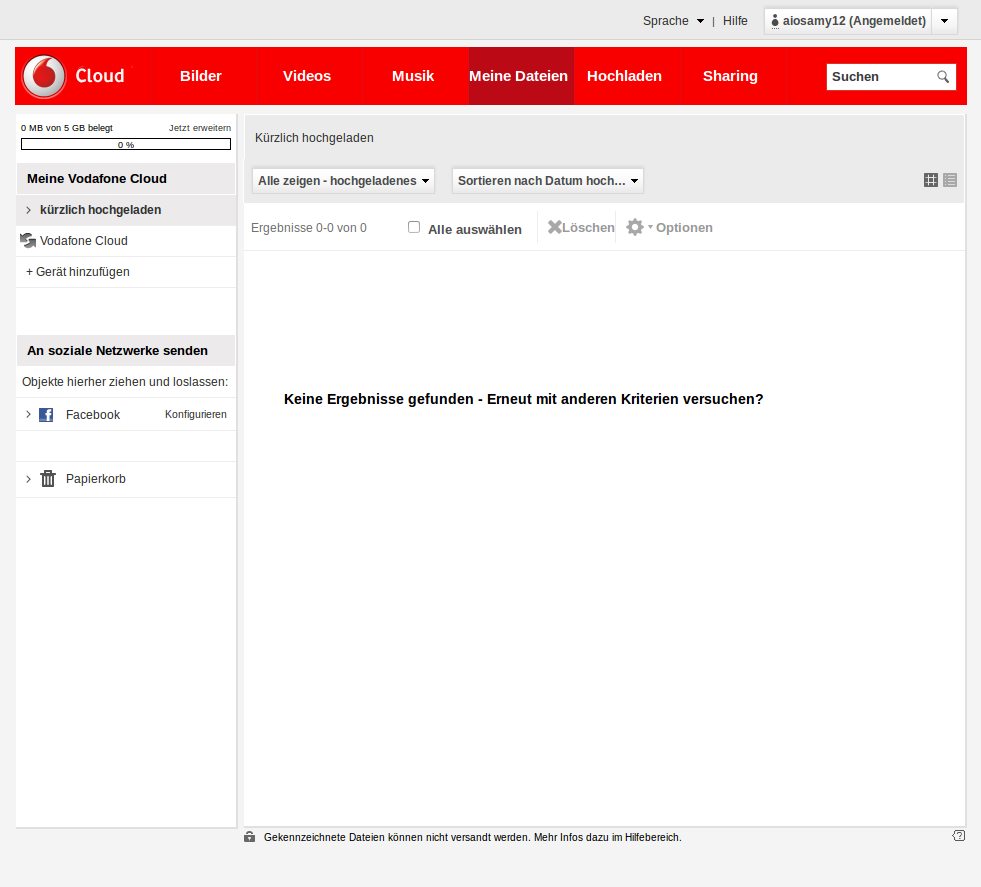 Sprache | Hilfe aiosamy12 (Angemeldet)
Cloud Bilder Videos Musik Meine Dateien Hochladen Sharing Suchen
0 MB von 5 GB belegt Jetzt erweitern
0 %
Meine Vodafone Cloud
kürzlich hochgeladen
Vodafone Cloud
+ Gerät hinzufügen
An soziale Netzwerke senden
Objekte hierher ziehen und loslassen:
Facebook Konfigurieren
Papierkorb
Kürzlich hochgeladen
Alle zeigen - hochgeladenes Sortieren nach Datum hoch...
Ergebnisse 0-0 von 0 Alle auswählen Löschen Optionen
Keine Ergebnisse gefunden - Erneut mit anderen Kriterien versuchen?
Gekennzeichnete Dateien können nicht versandt werden. Mehr Infos dazu im Hilfebereich.